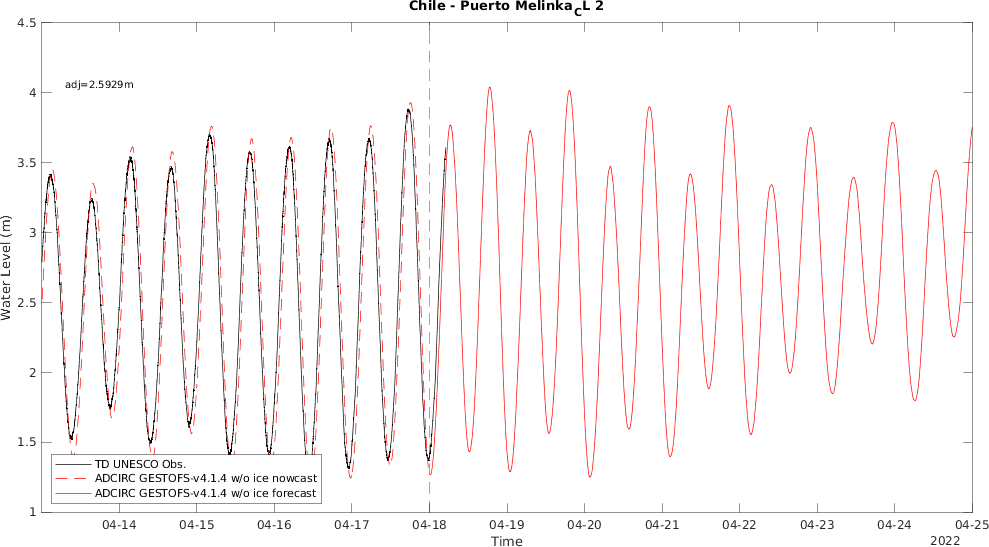 Chile - Puerto MelinkaCL 2
4.5
4
3.5
3
2.5
2
1.5
1
Water Level (m)
adj=2.5929m
TD UNESCO Obs.
ADCIRC GESTOFS-v4.1.4 w/o ice nowcast
ADCIRC GESTOFS-v4.1.4 w/o ice forecast
04-14 04-15 04-16 04-17 04-18 04-19 04-20 04-21 04-22 04-23 04-24 04-25
Time
2022